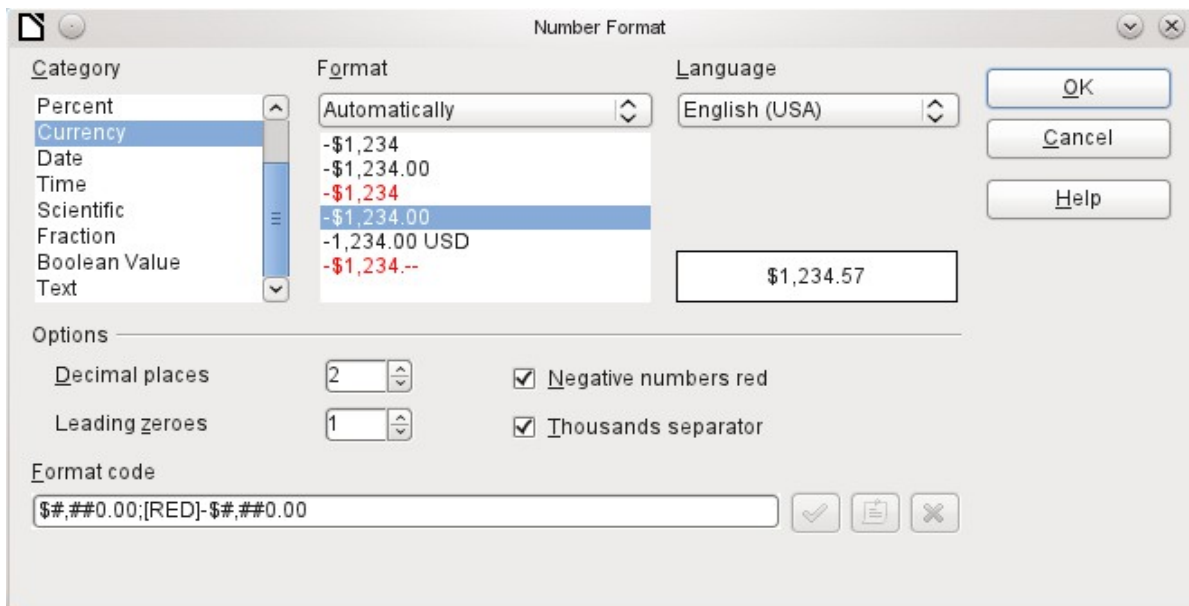 Number Format
Category
Format
Language
Percent
Currency
Date
Time
Scientific
Fraction
Boolean Value
Text
Automatically
-$1,234
-$1,234.00
-$1,234
-$1,234.00
-1,234.00 USD
-$1,234.--
English (USA)
$1,234.57
OK
Cancel
Help
Options
Decimal places
2
Negative numbers red
Leading zeroes
1
Thousands separator
Format code
$#,##0.00;[RED]-$#,##0.00